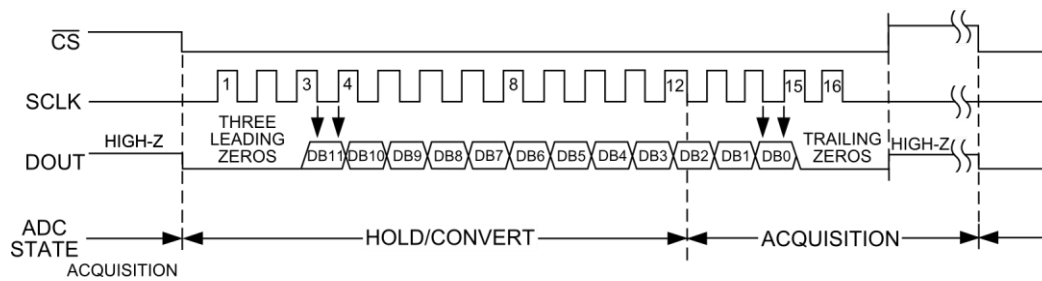 CS
1 3 4 8 12 15 16
SCLK
THREE
LEADING
ZEROS
HIGH-Z
TRAILING
ZEROS
HIGH-Z
DOUT
DB11 DB10 DB9 DB8 DB7 DB6 DB5 DB4 DB3 DB2 DB1 DB0
ADC
STATE
HOLD/CONVERT
ACQUISITION
ACQUISITION